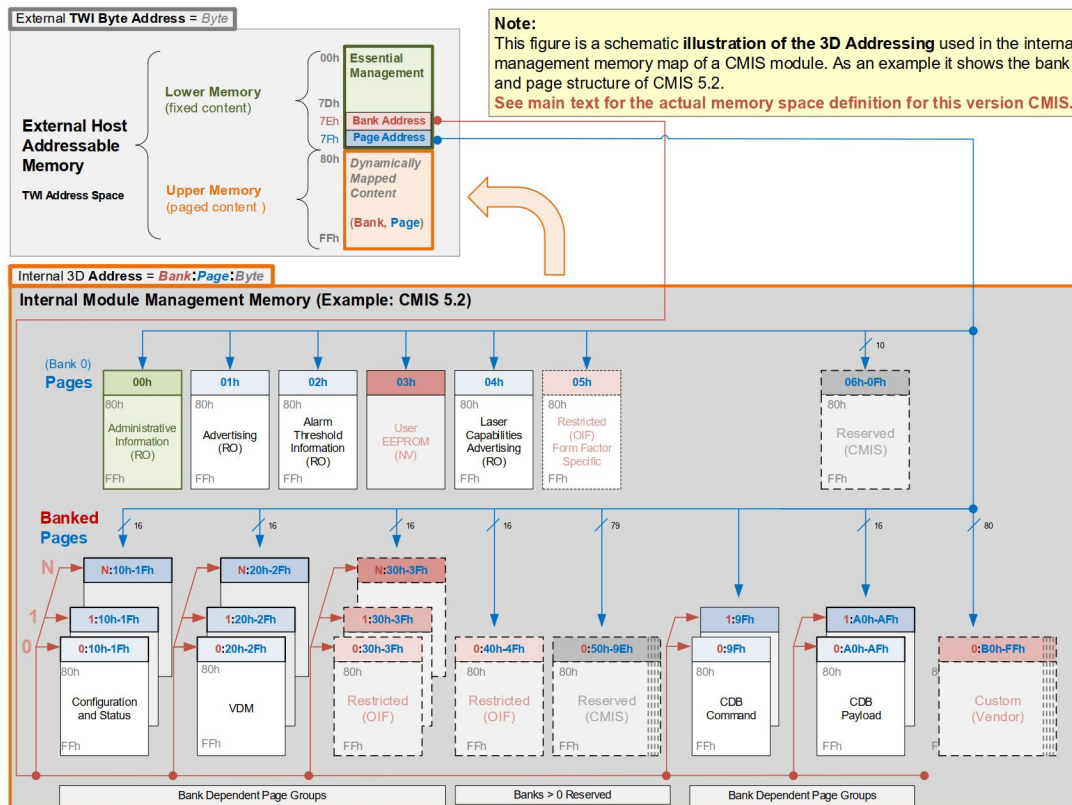 External TWI Byte Address = Byte
Note:
This figure is a schematic illustration of the 3D Addressing used in the interna
management memory map of a CMIS module. As an example it shows the bank
and page structure of CMIS 5.2.
See main text for the actual memory space definition for this version CMIS.
External Host
Addressable
Memory
TWI Address Space
Lower Memory
(fixed content)
Upper Memory
(paged content )
00h
Essential
Management
7Dh
7Eh Bank Address
7Fh Page Address
80h
Dynamically
Mapped
Content
(Bank, Page)
FFh
Internal 3D Address = Bank:Page:Byte
Internal Module Management Memory (Example: CMIS 5.2)
(Bank 0)
Pages
10
00h
80h
Administrative
Information
(RO)
FFh
01h
80h
Advertising
(RO)
FFh
02h
80h
Alarm
Threshold
Information
(RO)
FFh
03h
User
EEPROM
(NV)
04h
80h
Laser
Capabilities
Advertising
(RO)
FFh
05h
80h
Restricted
(OIF)
Form Factor
Specific
FFh
06h-0Fh
80h
Reserved
(CMIS)
FFh
Banked
Pages
16
16
16
16
79
16
80
N
1
0
N:10h-1Fh
1:10h-1Fh
0:10h-1Fh
80h
Configuration
and Status
FFh
N:20h-2Fh
1:20h-2Fh
0:20h-2Fh
80h
VDM
FFh
N:30h-3Fh
1:30h-3Fh
0:30h-3Fh
80h
Restricted
(OIF)
FFh
0:40h-4Fh
80h
Restricted
(OIF)
FFh
0:50h-9Eh
80h
Reserved
(CMIS)
FFh
1:9Fh
0:9Fh
80h
CDB
Command
FFh
1:A0h-AFh
0:A0h-AFh
80h
CDB
Payload
FFh
0:B0h-FFh
Custom
(Vendor)
Bank Dependent Page Groups
Banks > 0 Reserved
Bank Dependent Page Groups